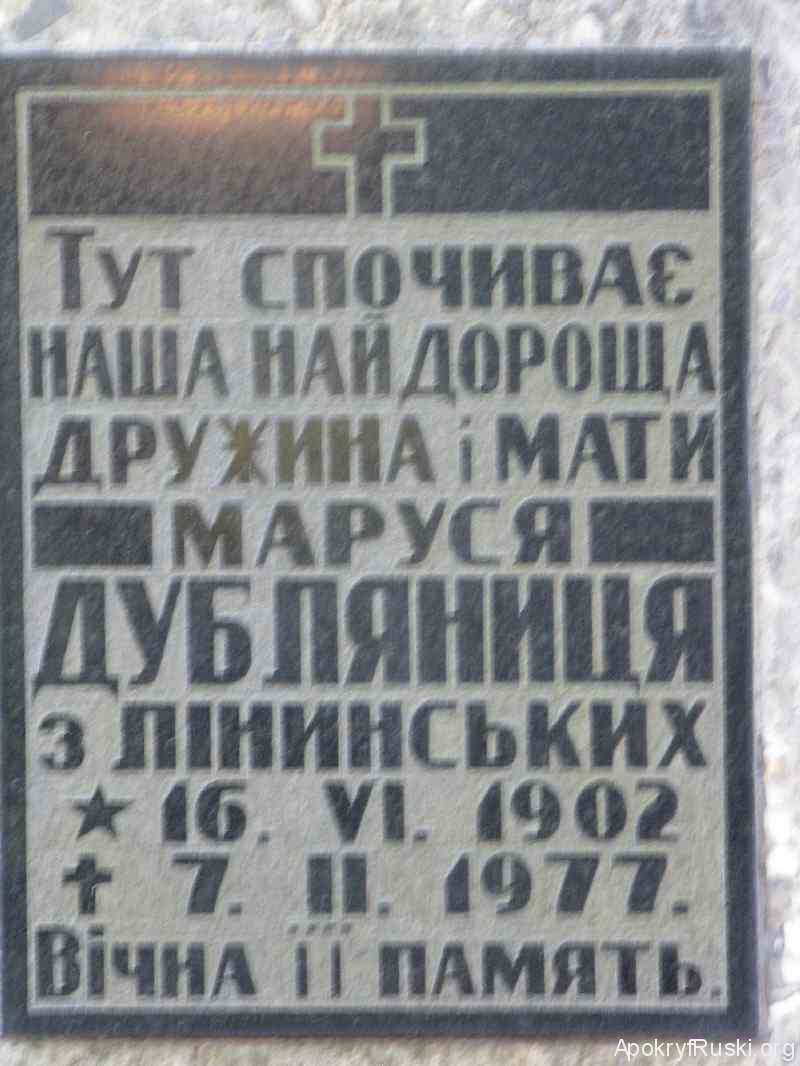 Тут спочиває
наша найдороща
дружина і мати
Маруся
Дубляниця
з Лінинських
★ 16. VI. 1902
✝ 7. II. 1977.
Вічна її память.
ApokryfRuski.org